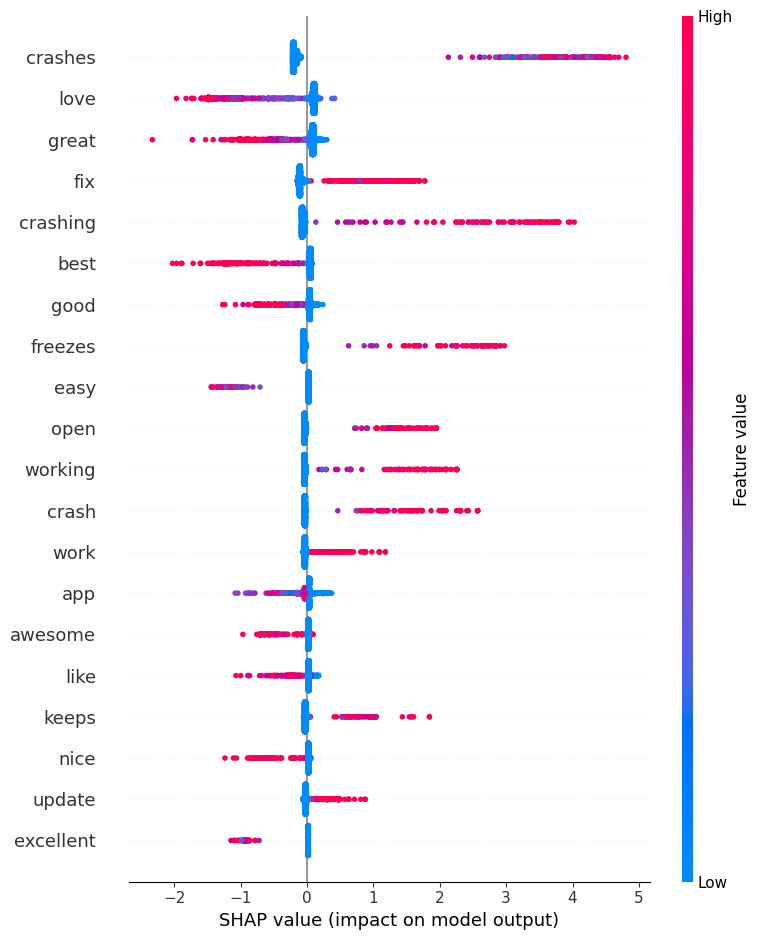 High
crashes
love
great
fix
crashing
best
good
freezes
easy
open
working
crash
work
app
awesome
like
keeps
nice
update
excellent
Feature value
Low
−2 −1 0 1 2 3 4 5
SHAP value (impact on model output)